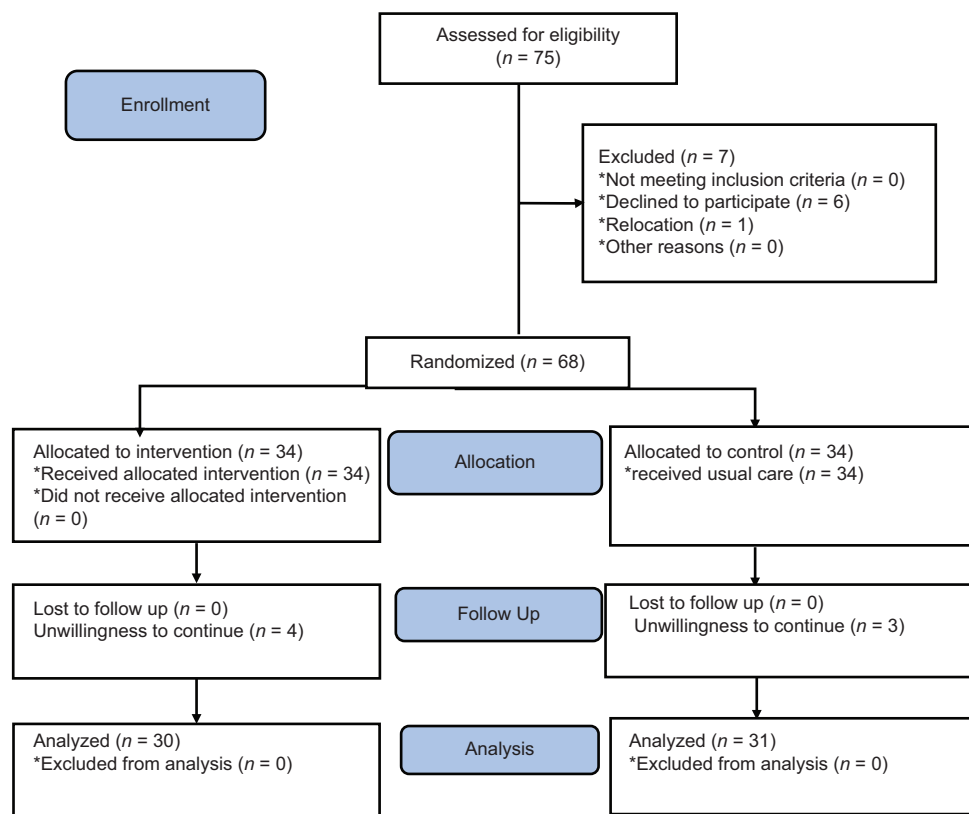 Assessed for eligibility
(n = 75)
Enrollment
Excluded (n = 7)
*Not meeting inclusion criteria (n = 0)
*Declined to participate (n = 6)
*Relocation (n = 1)
*Other reasons (n = 0)
Randomized (n = 68)
Allocated to intervention (n = 34)
*Received allocated intervention (n = 34)
*Did not receive allocated intervention
(n = 0)
Allocation
Allocated to control (n = 34)
*received usual care (n = 34)
Lost to follow up (n = 0)
Unwillingness to continue (n = 4)
Follow Up
Lost to follow up (n = 0)
Unwillingness to continue (n = 3)
Analyzed (n = 30)
*Excluded from analysis (n = 0)
Analysis
Analyzed (n = 31)
*Excluded from analysis (n = 0)